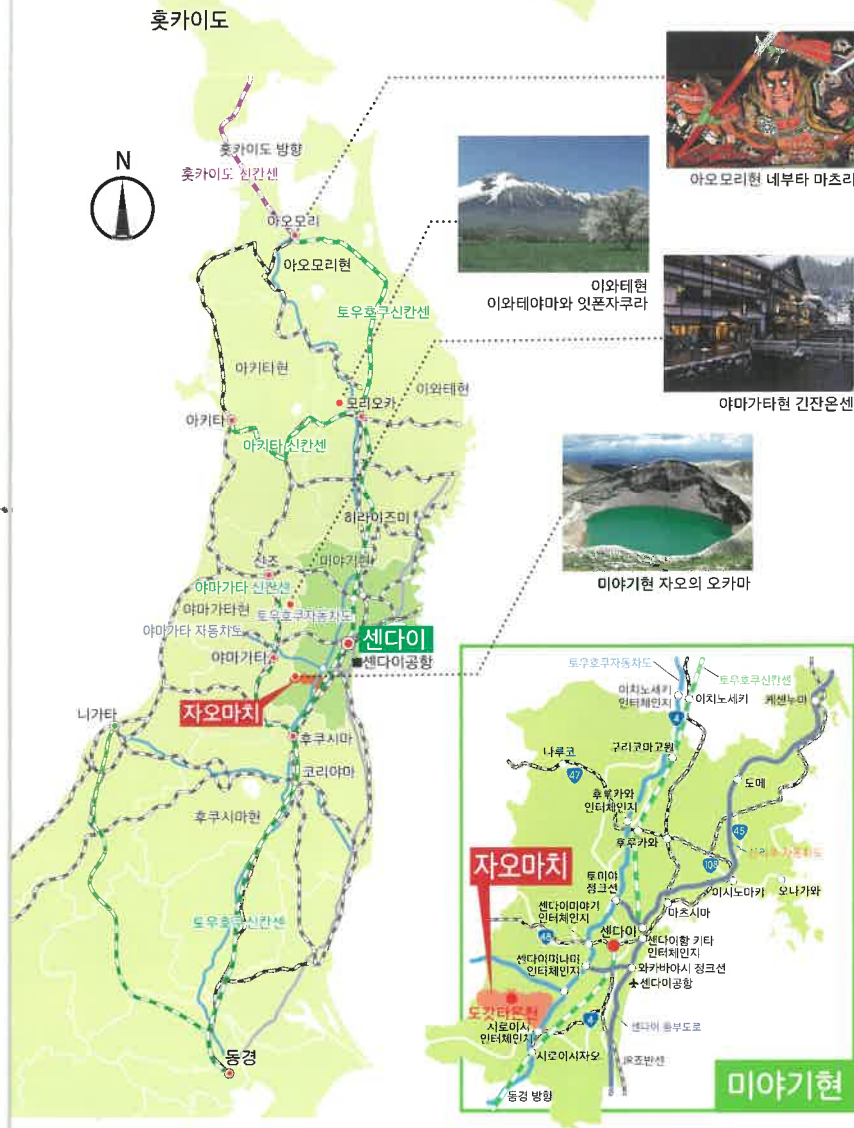 홋카이도
N
홋카이도 방향
홋카이도 신칸센
아오모리
아오모리현
토우호쿠신칸센
아키타현
이와테현
모리오카
아키타
아키타 신칸센
히라이즈미
미야기현
신조
야마가타 신칸센
야마가타현
토우호쿠자동차도
야마가타 자동차도
센다이
야마가타
센다이공항
자오마치
니가타
후쿠시마
코리야마
후쿠시마현
토우호쿠신칸센
동경
아오모리현 네부타 마츠리
이와테현
이와테야마와 잇폰자쿠라
야마가타현 긴잔온센
미야기현 자오의 오카마
토우호쿠자동차도
토우호쿠신칸센
이치노세키
인터체인지
이치노세키
케센누마
4
나루코
구리코마고원
47
도메
후루카와
인터체인지
45
후루카와
108
자오마치
토미야
정크션
이시노마키
오나가와
센다이미야기
인터체인지
마츠시마
48
센다이
센다이항 키타
인터체인지
센다이미나미
인터체인지
와카바야시 정크션
센다이공항
도갓타온천
시로이시
인터체인지
4
센다이 동부도로
시로이시자오
JR죠반센
동경 방향
미야기현